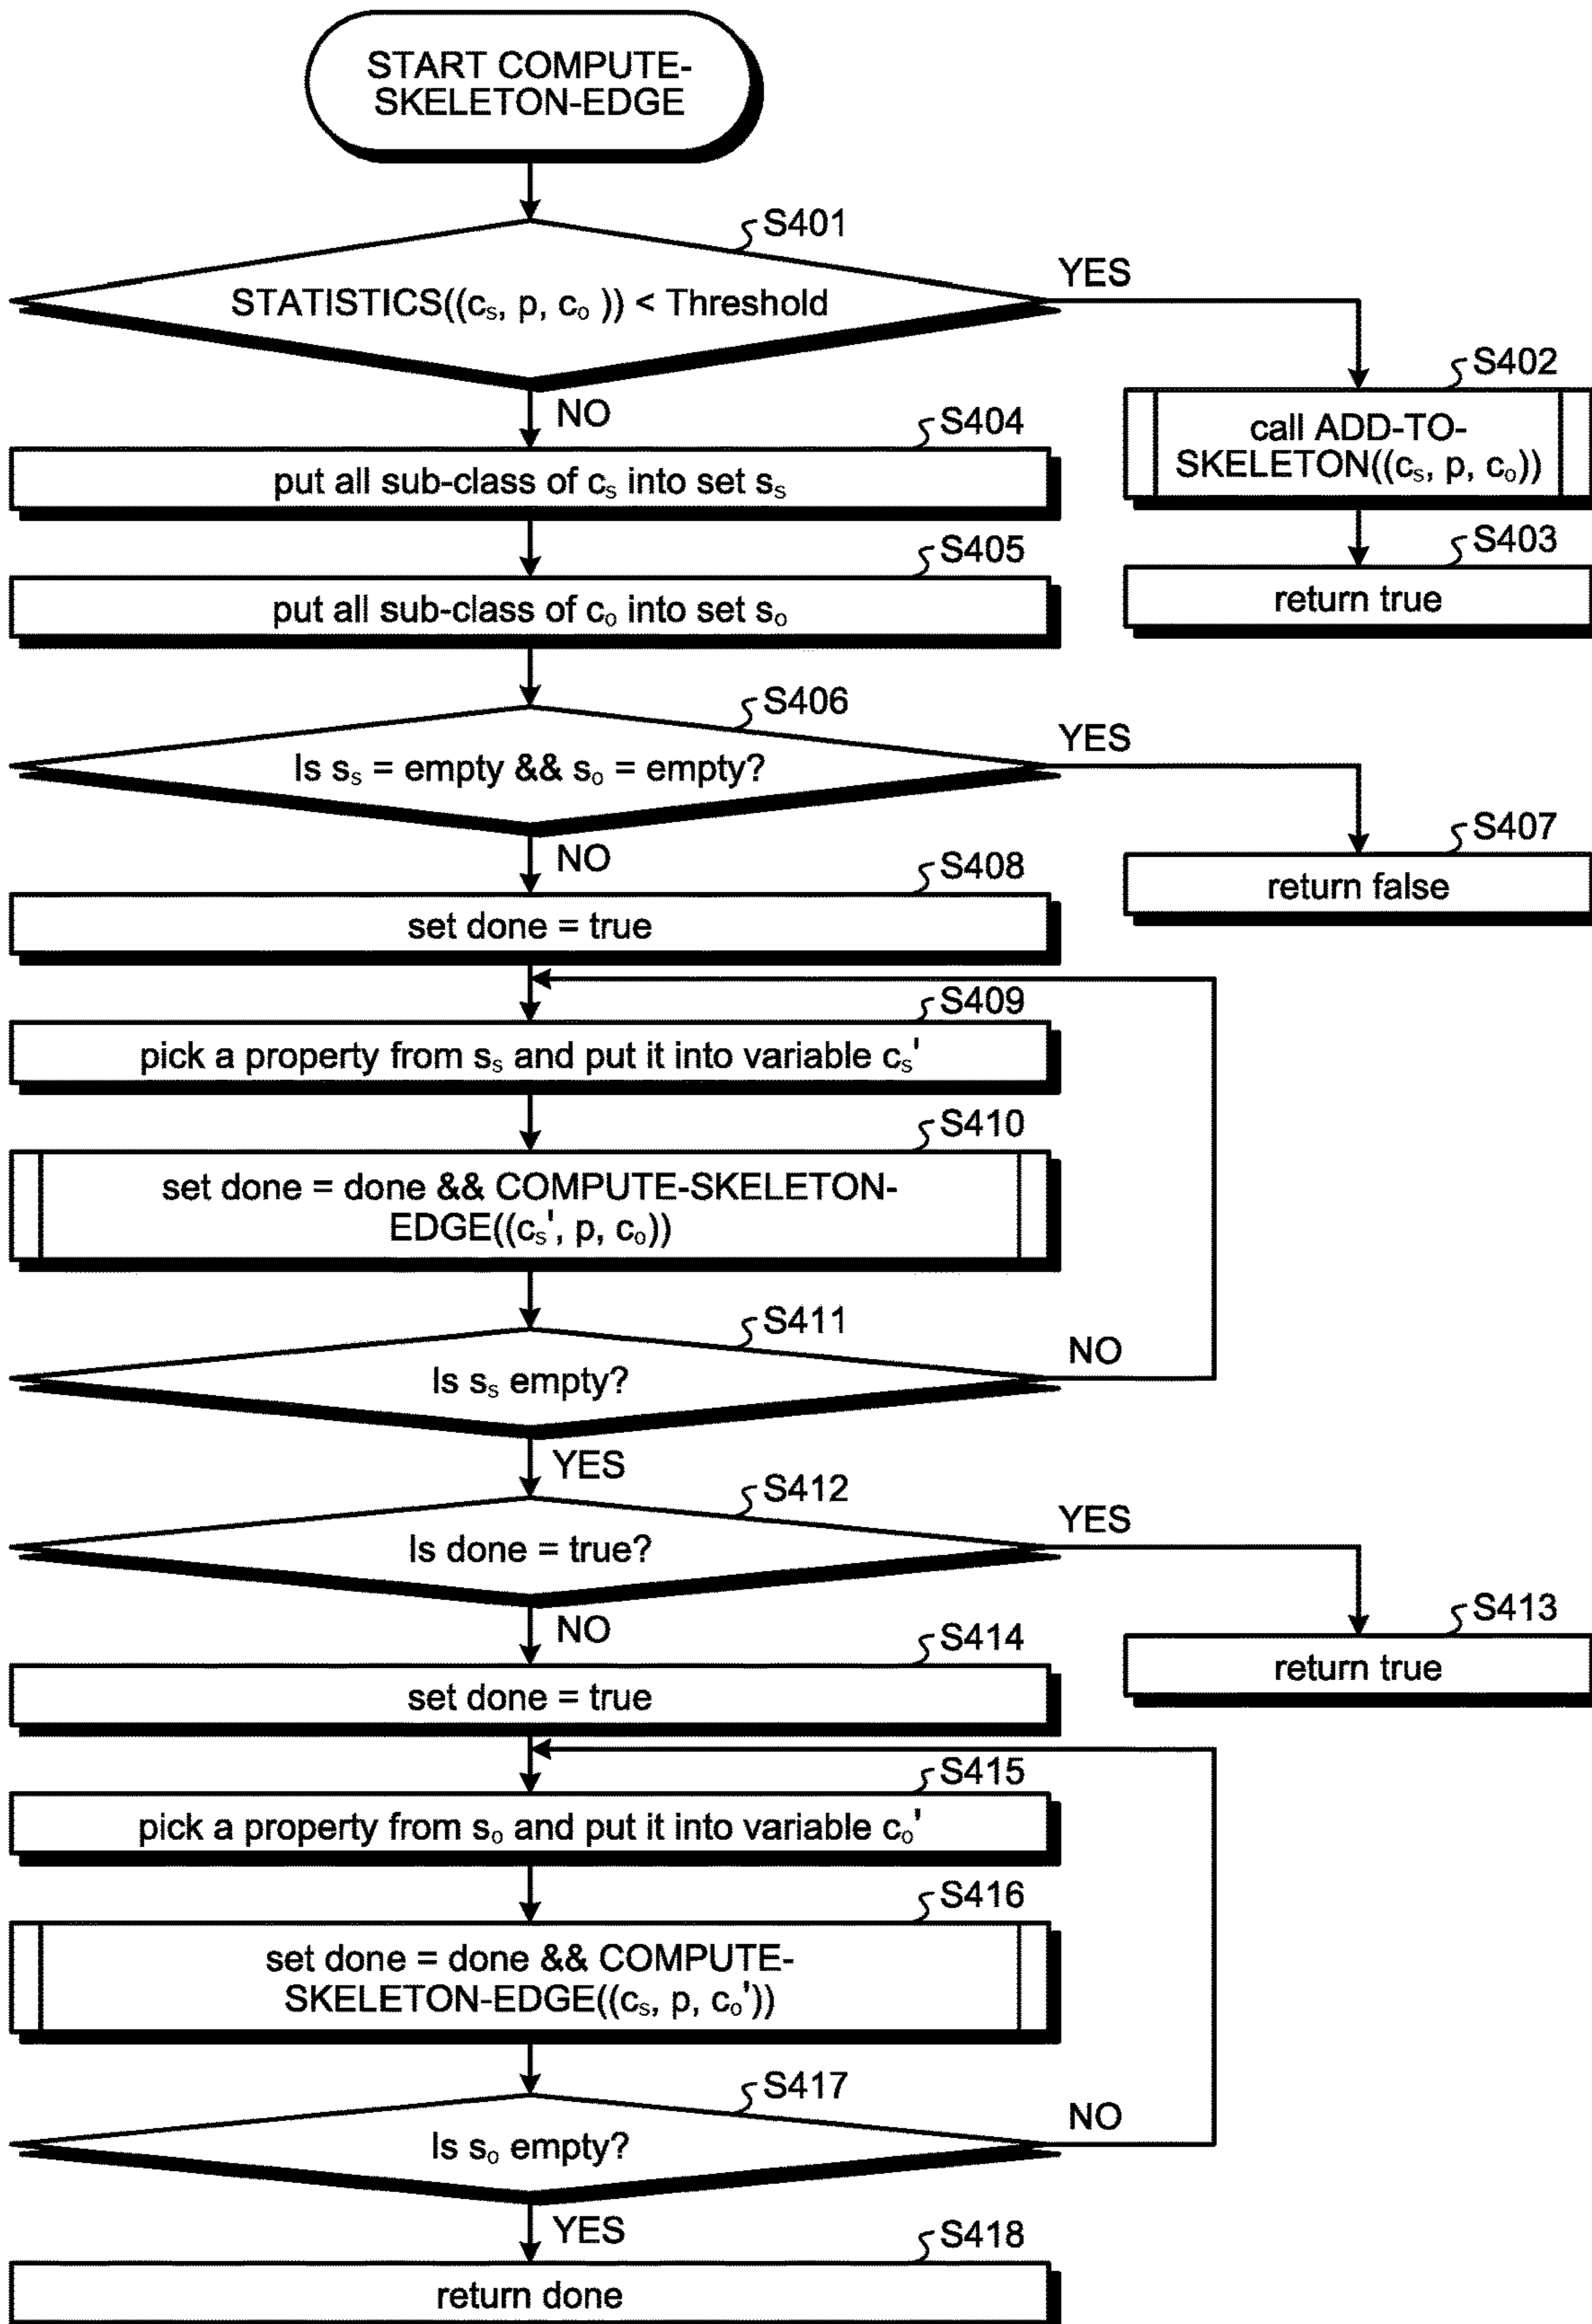 START COMPUTE-
SKELETON-EDGE
S401
STATISTICS((cₛ, p, cₒ )) < Threshold
YES
S402
call ADD-TO-
SKELETON((cₛ, p, cₒ))
S403
return true
NO
S404
put all sub-class of cₛ into set sₛ
S405
put all sub-class of cₒ into set sₒ
S406
Is sₛ = empty && sₒ = empty?
YES
S407
return false
NO
S408
set done = true
S409
pick a property from sₛ and put it into variable cₛ'
S410
set done = done && COMPUTE-SKELETON-
EDGE((cₛ', p, cₒ))
S411
Is sₛ empty?
NO
YES
S412
Is done = true?
YES
S413
return true
NO
S414
set done = true
S415
pick a property from sₒ and put it into variable cₒ'
S416
set done = done && COMPUTE-
SKELETON-EDGE((cₛ, p, cₒ'))
S417
Is sₒ empty?
NO
YES
S418
return done